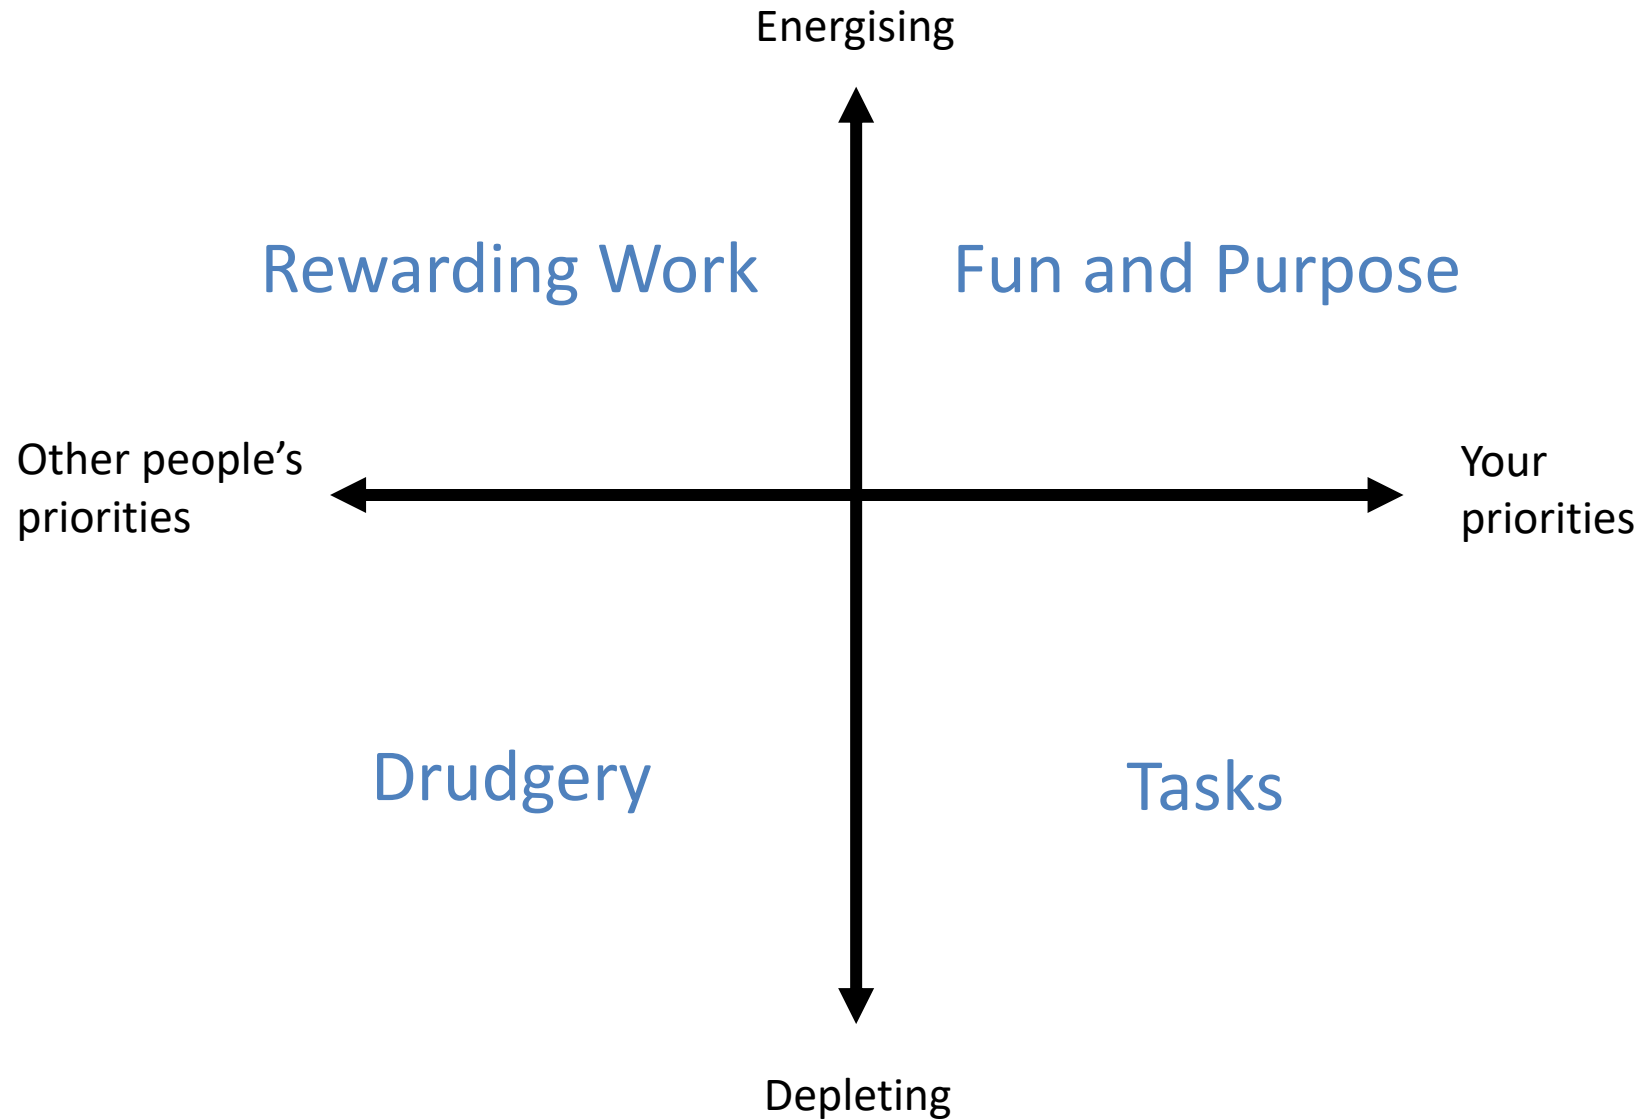 Energising
Rewarding Work
Fun and Purpose
Other people’s
priorities
Your
priorities
Drudgery
Tasks
Depleting